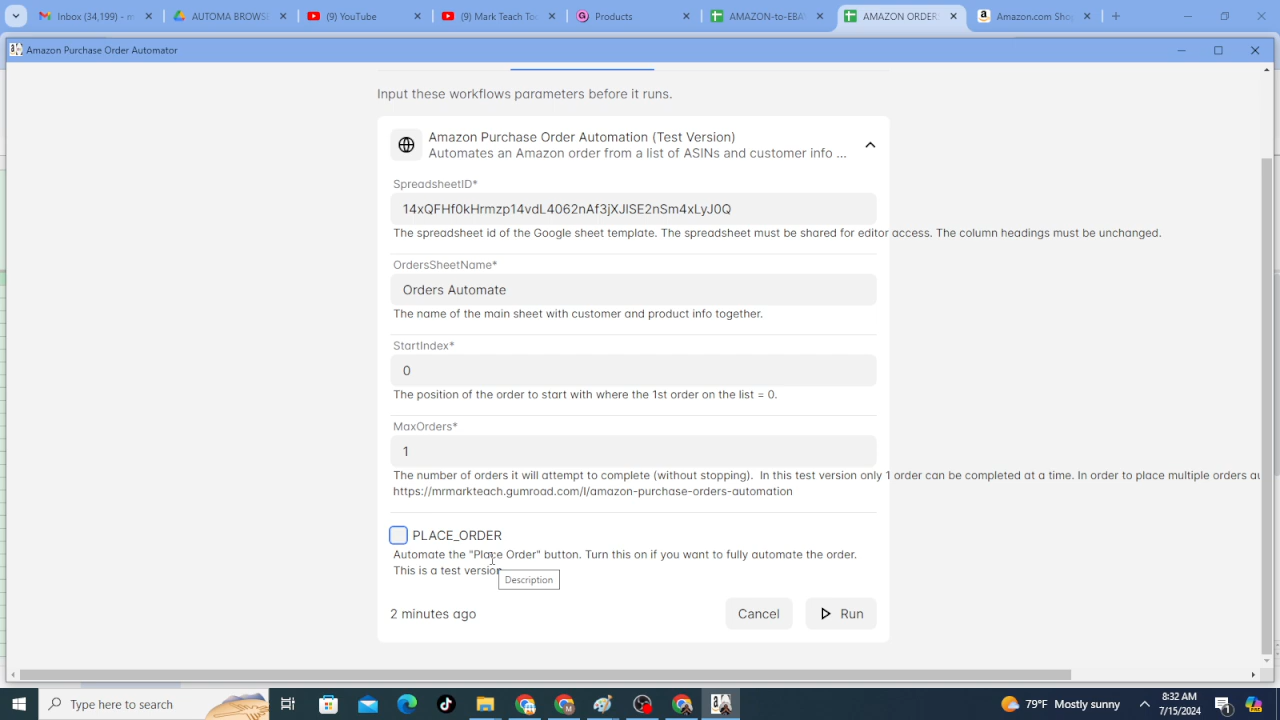 Inbox (34,199) - m
AUTOMA BROWS
(9) YouTube
(9) Mark Teach To
Products
AMAZON-to-EBA
AMAZON ORDER
Amazon.com Sho
Amazon Purchase Order Automator
Input these workflows parameters before it runs.
Amazon Purchase Order Automation (Test Version)
Automates an Amazon order from a list of ASINs and customer info ...
SpreadsheetID*
14xQFHf0kHrmzp14vdL4062nAf3jXJISE2nSm4xLyJ0Q
The spreadsheet id of the Google sheet template. The spreadsheet must be shared for editor access. The column headings must be unchanged.
OrdersSheetName*
Orders Automate
The name of the main sheet with customer and product info together.
StartIndex*
0
The position of the order to start with where the 1st order on the list = 0.
MaxOrders*
1
The number of orders it will attempt to complete (without stopping). In this test version only 1 order can be completed at a time. In order to place multiple orders au
https://mrmarkteach.gumroad.com/l/amazon-purchase-orders-automation
PLACE_ORDER
Automate the "Place Order" button. Turn this on if you want to fully automate the order.
This is a test version
Description
2 minutes ago
Cancel
Run
Type here to search
79°F Mostly sunny
8:32 AM
7/15/2024